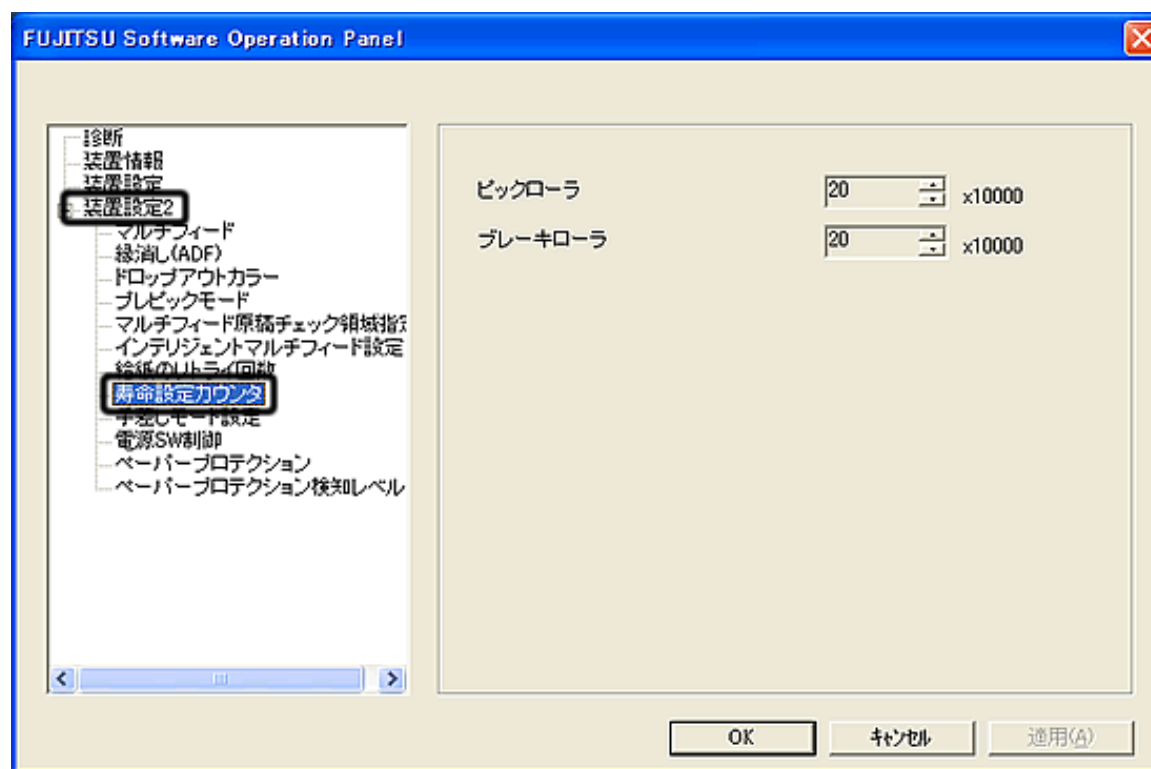 FUJITSU Software Operation Panel
診断
装置情報
装置設定
装置設定2
マルチフィード
縁消し(ADF)
ドロップアウトカラー
プレピックモード
マルチフィード原稿チェック領域指定
インテリジェントマルチフィード設定
給紙のリトライ回数
寿命設定カウンタ
手差しモード設定
電源SW制御
ペーパープロテクション
ペーパープロテクション検知レベル
ピックローラ 20 x10000
ブレーキローラ 20 x10000
OK キャンセル 適用(A)